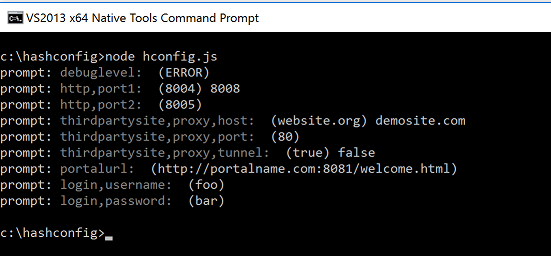 VS2013 x64 Native Tools Command Prompt
c:\hashconfig>node hconfig.js
prompt: debuglevel:  (ERROR)
prompt: http,port1:  (8004) 8008
prompt: http,port2:  (8005)
prompt: thirdpartysite,proxy,host:  (website.org) demosite.com
prompt: thirdpartysite,proxy,port:  (80)
prompt: thirdpartysite,proxy,tunnel:  (true) false
prompt: portalurl:  (http://portalname.com:8081/welcome.html)
prompt: login,username:  (foo)
prompt: login,password:  (bar)
c:\hashconfig>_